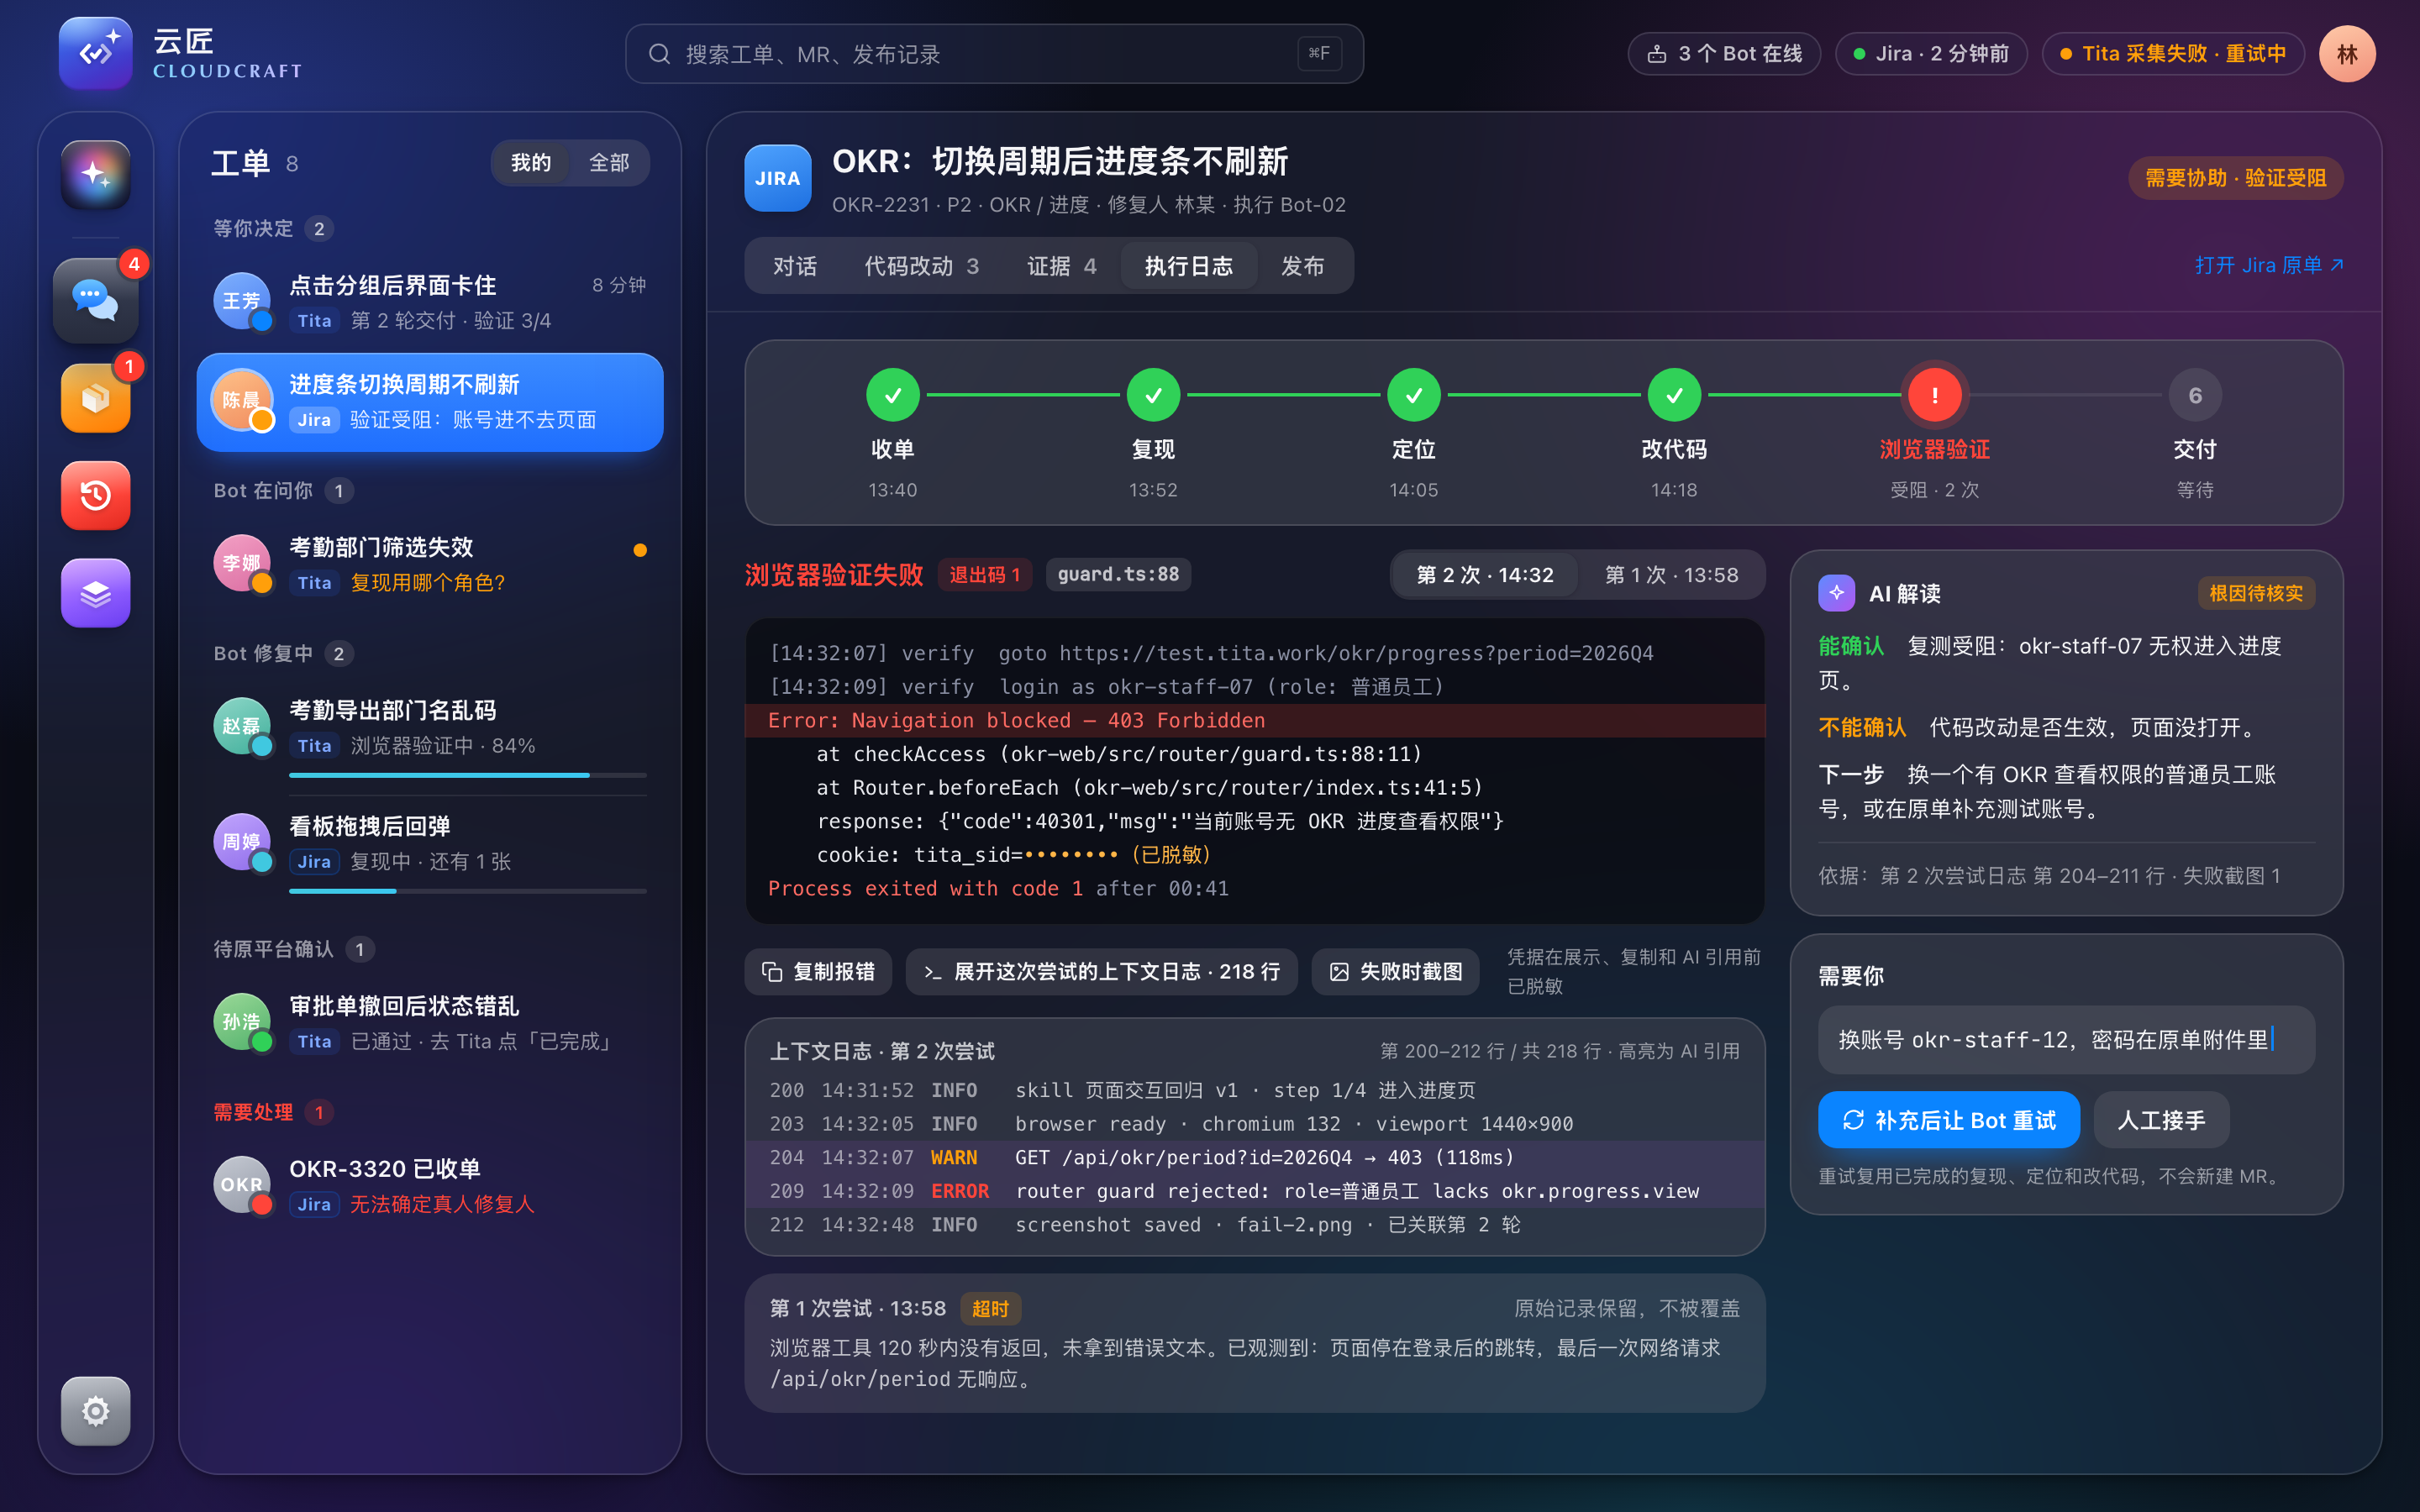 云匠
CLOUDCRAFT
搜索工单、MR、发布记录
⌘F
3 个 Bot 在线
Jira · 2 分钟前
Tita 采集失败 · 重试中
林
4
1
工单 8
我的 全部
等你决定 2
王芳
点击分组后界面卡住
8 分钟
Tita 第 2 轮交付 · 验证 3/4
陈晨
进度条切换周期不刷新
Jira 验证受阻：账号进不去页面
Bot 在问你 1
李娜
考勤部门筛选失效
Tita 复现用哪个角色?
Bot 修复中 2
赵磊
考勤导出部门名乱码
Tita 浏览器验证中 · 84%
周婷
看板拖拽后回弹
Jira 复现中 · 还有 1 张
待原平台确认 1
孙浩
审批单撤回后状态错乱
Tita 已通过 · 去 Tita 点「已完成」
需要处理 1
OKR
OKR-3320 已收单
Jira 无法确定真人修复人
JIRA
OKR：切换周期后进度条不刷新
OKR-2231 · P2 · OKR / 进度 · 修复人 林某 · 执行 Bot-02
需要协助 · 验证受阻
对话 代码改动 3 证据 4 执行日志 发布
打开 Jira 原单 ↗
收单
13:40
复现
13:52
定位
14:05
改代码
14:18
!
浏览器验证
受阻 · 2 次
6
交付
等待
浏览器验证失败 退出码 1 guard.ts:88
第 2 次 · 14:32 第 1 次 · 13:58
[14:32:07] verify  goto https://test.tita.work/okr/progress?period=2026Q4
[14:32:09] verify  login as okr-staff-07 (role: 普通员工)
Error: Navigation blocked — 403 Forbidden
at checkAccess (okr-web/src/router/guard.ts:88:11)
at Router.beforeEach (okr-web/src/router/index.ts:41:5)
response: {"code":40301,"msg":"当前账号无 OKR 进度查看权限"}
cookie: tita_sid=•••••••• (已脱敏)
Process exited with code 1 after 00:41
复制报错
展开这次尝试的上下文日志 · 218 行
失败时截图
凭据在展示、复制和 AI 引用前
已脱敏
上下文日志 · 第 2 次尝试
第 200–212 行 / 共 218 行 · 高亮为 AI 引用
200 14:31:52 INFO skill 页面交互回归 v1 · step 1/4 进入进度页
203 14:32:05 INFO browser ready · chromium 132 · viewport 1440×900
204 14:32:07 WARN GET /api/okr/period?id=2026Q4 → 403 (118ms)
209 14:32:09 ERROR router guard rejected: role=普通员工 lacks okr.progress.view
212 14:32:48 INFO screenshot saved · fail-2.png · 已关联第 2 轮
第 1 次尝试 · 13:58 超时
原始记录保留，不被覆盖
浏览器工具 120 秒内没有返回，未拿到错误文本。已观测到：页面停在登录后的跳转，最后一次网络请求
/api/okr/period 无响应。
AI 解读
根因待核实
能确认 复测受阻：okr-staff-07 无权进入进度
页。
不能确认 代码改动是否生效，页面没打开。
下一步 换一个有 OKR 查看权限的普通员工账
号，或在原单补充测试账号。
依据：第 2 次尝试日志 第 204–211 行 · 失败截图 1
需要你
换账号 okr-staff-12，密码在原单附件里
补充后让 Bot 重试
人工接手
重试复用已完成的复现、定位和改代码，不会新建 MR。